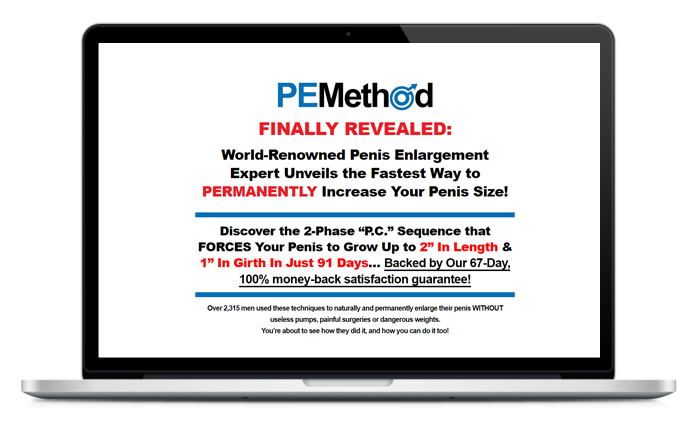 PEMethod
FINALLY REVEALED:
World-Renowned Penis Enlargement
Expert Unveils the Fastest Way to
PERMANENTLY Increase Your Penis Size!
Discover the 2-Phase “P.C.” Sequence that
FORCES Your Penis to Grow Up to 2” In Length &
1” In Girth In Just 91 Days... Backed by Our 67-Day,
100% money-back satisfaction guarantee!
Over 2,315 men used these techniques to naturally and permanently enlarge their penis WITHOUT
useless pumps, painful surgeries or dangerous weights.
You’re about to see how they did it, and how you can do it too!